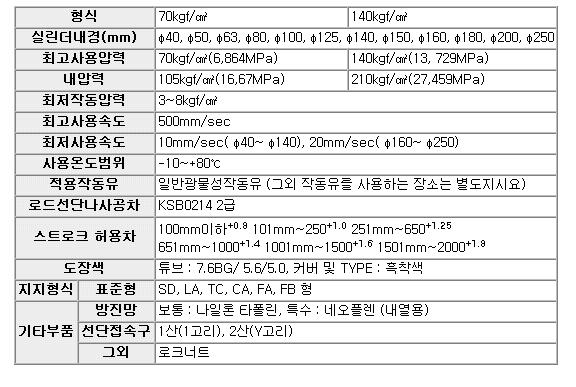 형식 70kgf/㎠ 140kgf/㎠
실린더내경(mm) φ40, φ50, φ63, φ80, φ100, φ125, φ140, φ150, φ160, φ180, φ200, φ250
최고사용압력 70kgf/㎠(6,864MPa) 140kgf/㎠(13, 729MPa)
내압력 105kgf/㎠(16,67MPa) 210kgf/㎠(27,459MPa)
최저작동압력 3~8kgf/㎠
최고사용속도 500mm/sec
최저사용속도 10mm/sec( φ40~ φ140), 20mm/sec( φ160~ φ250)
사용온도범위 -10~+80℃
적용작동유 일반광물성작동유 (그외 작동유를 사용하는 장소는 별도지시요)
로드선단나사공차 KSB0214 2급
스트로크 허용차 100mm이하+0.8 101mm~250+1.0 251mm~650+1.25
651mm~1000+1.4 1001mm~1500+1.6 1501mm~2000+1.8
도장색 튜브 : 7.6BG/ 5.6/5.0, 커버 및 TYPE : 흑착색
지지형식 표준형 SD, LA, TC, CA, FA, FB 형
기타부품 방진망 보통 : 나일론 타폴린, 특수 : 네오플렌 (내열용)
선단접속구 1산(1고리), 2산(Y고리)
그외 로크너트